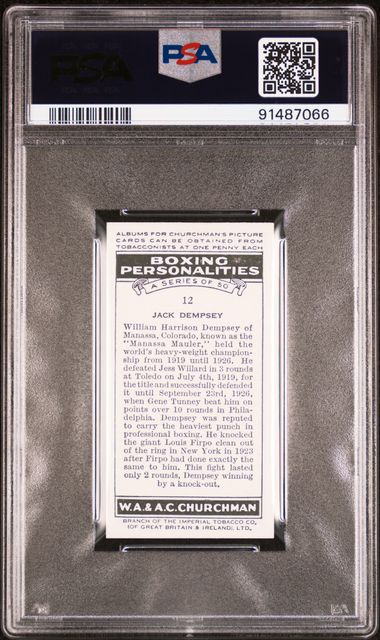 PSA
PSA
91487066
ALBUMS FOR CHURCHMAN'S PICTURE
CARDS CAN BE OBTAINED FROM
TOBACCONISTS AT ONE PENNY EACH
BOXING
PERSONALITIES
A SERIES OF 50
12
JACK DEMPSEY
William Harrison Dempsey of
Manassa, Colorado, known as the
"Manassa Mauler," held the
world's heavy-weight champion-
ship from 1919 until 1926. He
defeated Jess Willard in 3 rounds
at Toledo on July 4th, 1919, for
the title and successfully defended
it until September 23rd, 1926,
when Gene Tunney beat him on
points over 10 rounds in Phila-
delphia. Dempsey was reputed
to carry the heaviest punch in
professional boxing. He knocked
the giant Louis Firpo clean out
of the ring in New York in 1923
after Firpo had done exactly the
same to him. This fight lasted
only 2 rounds, Dempsey winning
by a knock-out.
W.A. & A.C. CHURCHMAN
BRANCH OF THE IMPERIAL TOBACCO CO.
(OF GREAT BRITAIN & IRELAND), LTD.